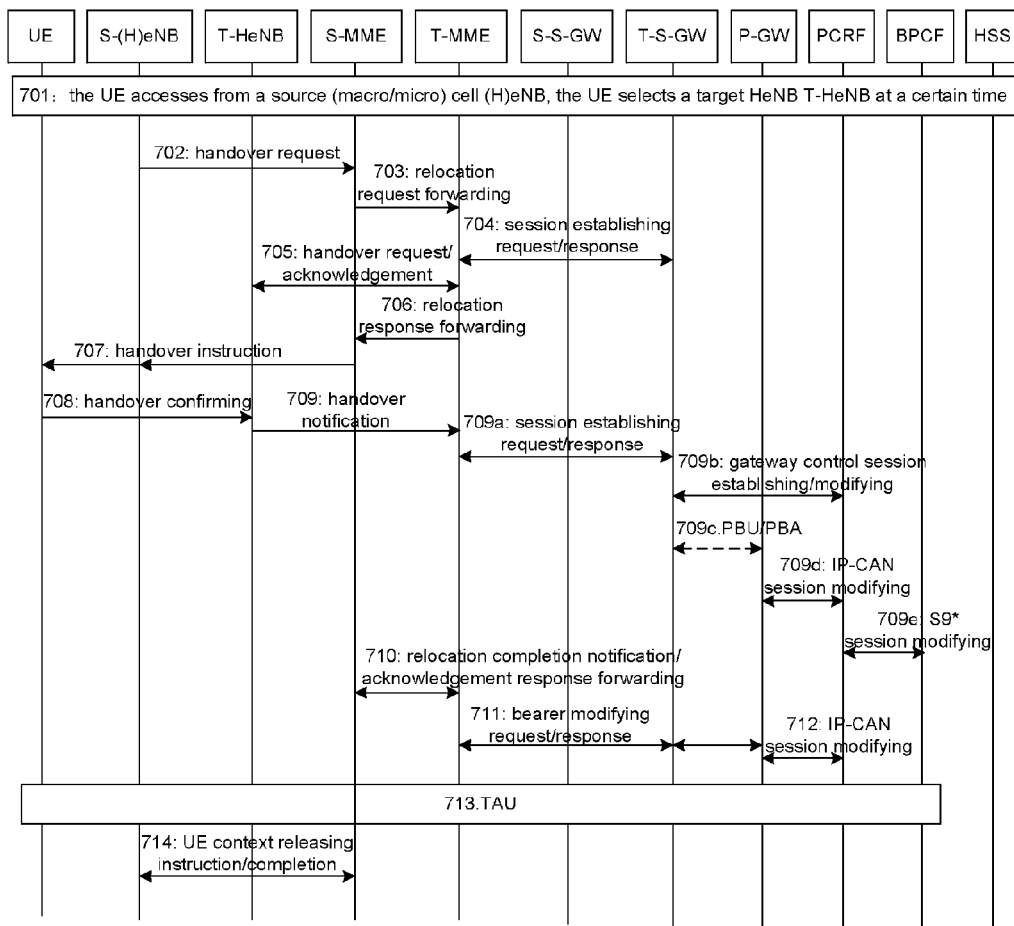 UE
S-(H)eNB
T-HeNB
S-MME
T-MME
S-S-GW
T-S-GW
P-GW
PCRF
BPCF
HSS
701: the UE accesses from a source (macro/micro) cell (H)eNB, the UE selects a target HeNB T-HeNB at a certain time
702: handover request
703: relocation
request forwarding
704: session establishing
request/response
705: handover request/
acknowledgement
706: relocation
response forwarding
707: handover instruction
708: handover confirming
709: handover
notification
709a: session establishing
request/response
709b: gateway control session
establishing/modifying
709c.PBU/PBA
709d: IP-CAN
session modifying
709e: S9*
session modifying
710: relocation completion notification/
acknowledgement response forwarding
711: bearer modifying
request/response
712: IP-CAN
session modifying
713.TAU
714: UE context releasing
instruction/completion